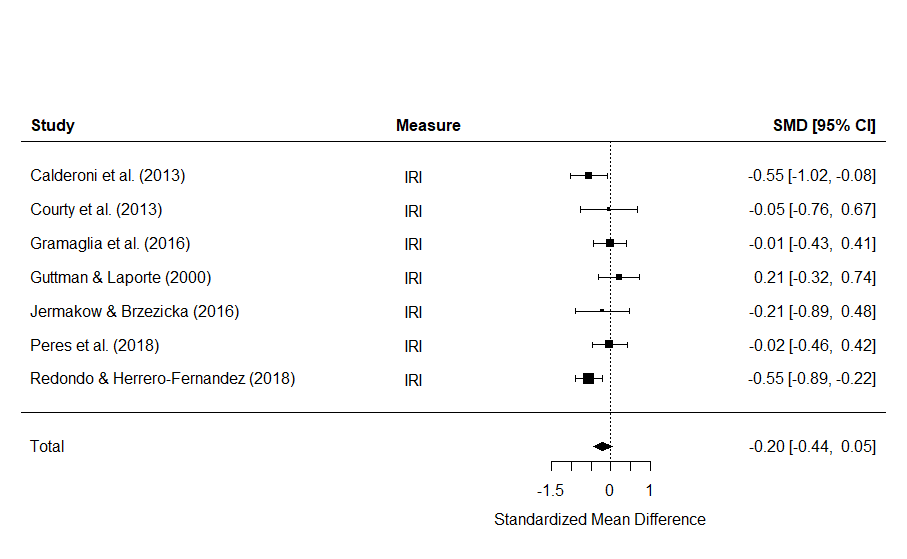 Study Measure SMD [95% CI]
Calderoni et al. (2013) IRI -0.55 [-1.02, -0.08]
Courty et al. (2013) IRI -0.05 [-0.76, 0.67]
Gramaglia et al. (2016) IRI -0.01 [-0.43, 0.41]
Guttman & Laporte (2000) IRI 0.21 [-0.32, 0.74]
Jermakow & Brzezicka (2016) IRI -0.21 [-0.89, 0.48]
Peres et al. (2018) IRI -0.02 [-0.46, 0.42]
Redondo & Herrero-Fernandez (2018) IRI -0.55 [-0.89, -0.22]
Total -0.20 [-0.44, 0.05]
-1.5 0 1
Standardized Mean Difference